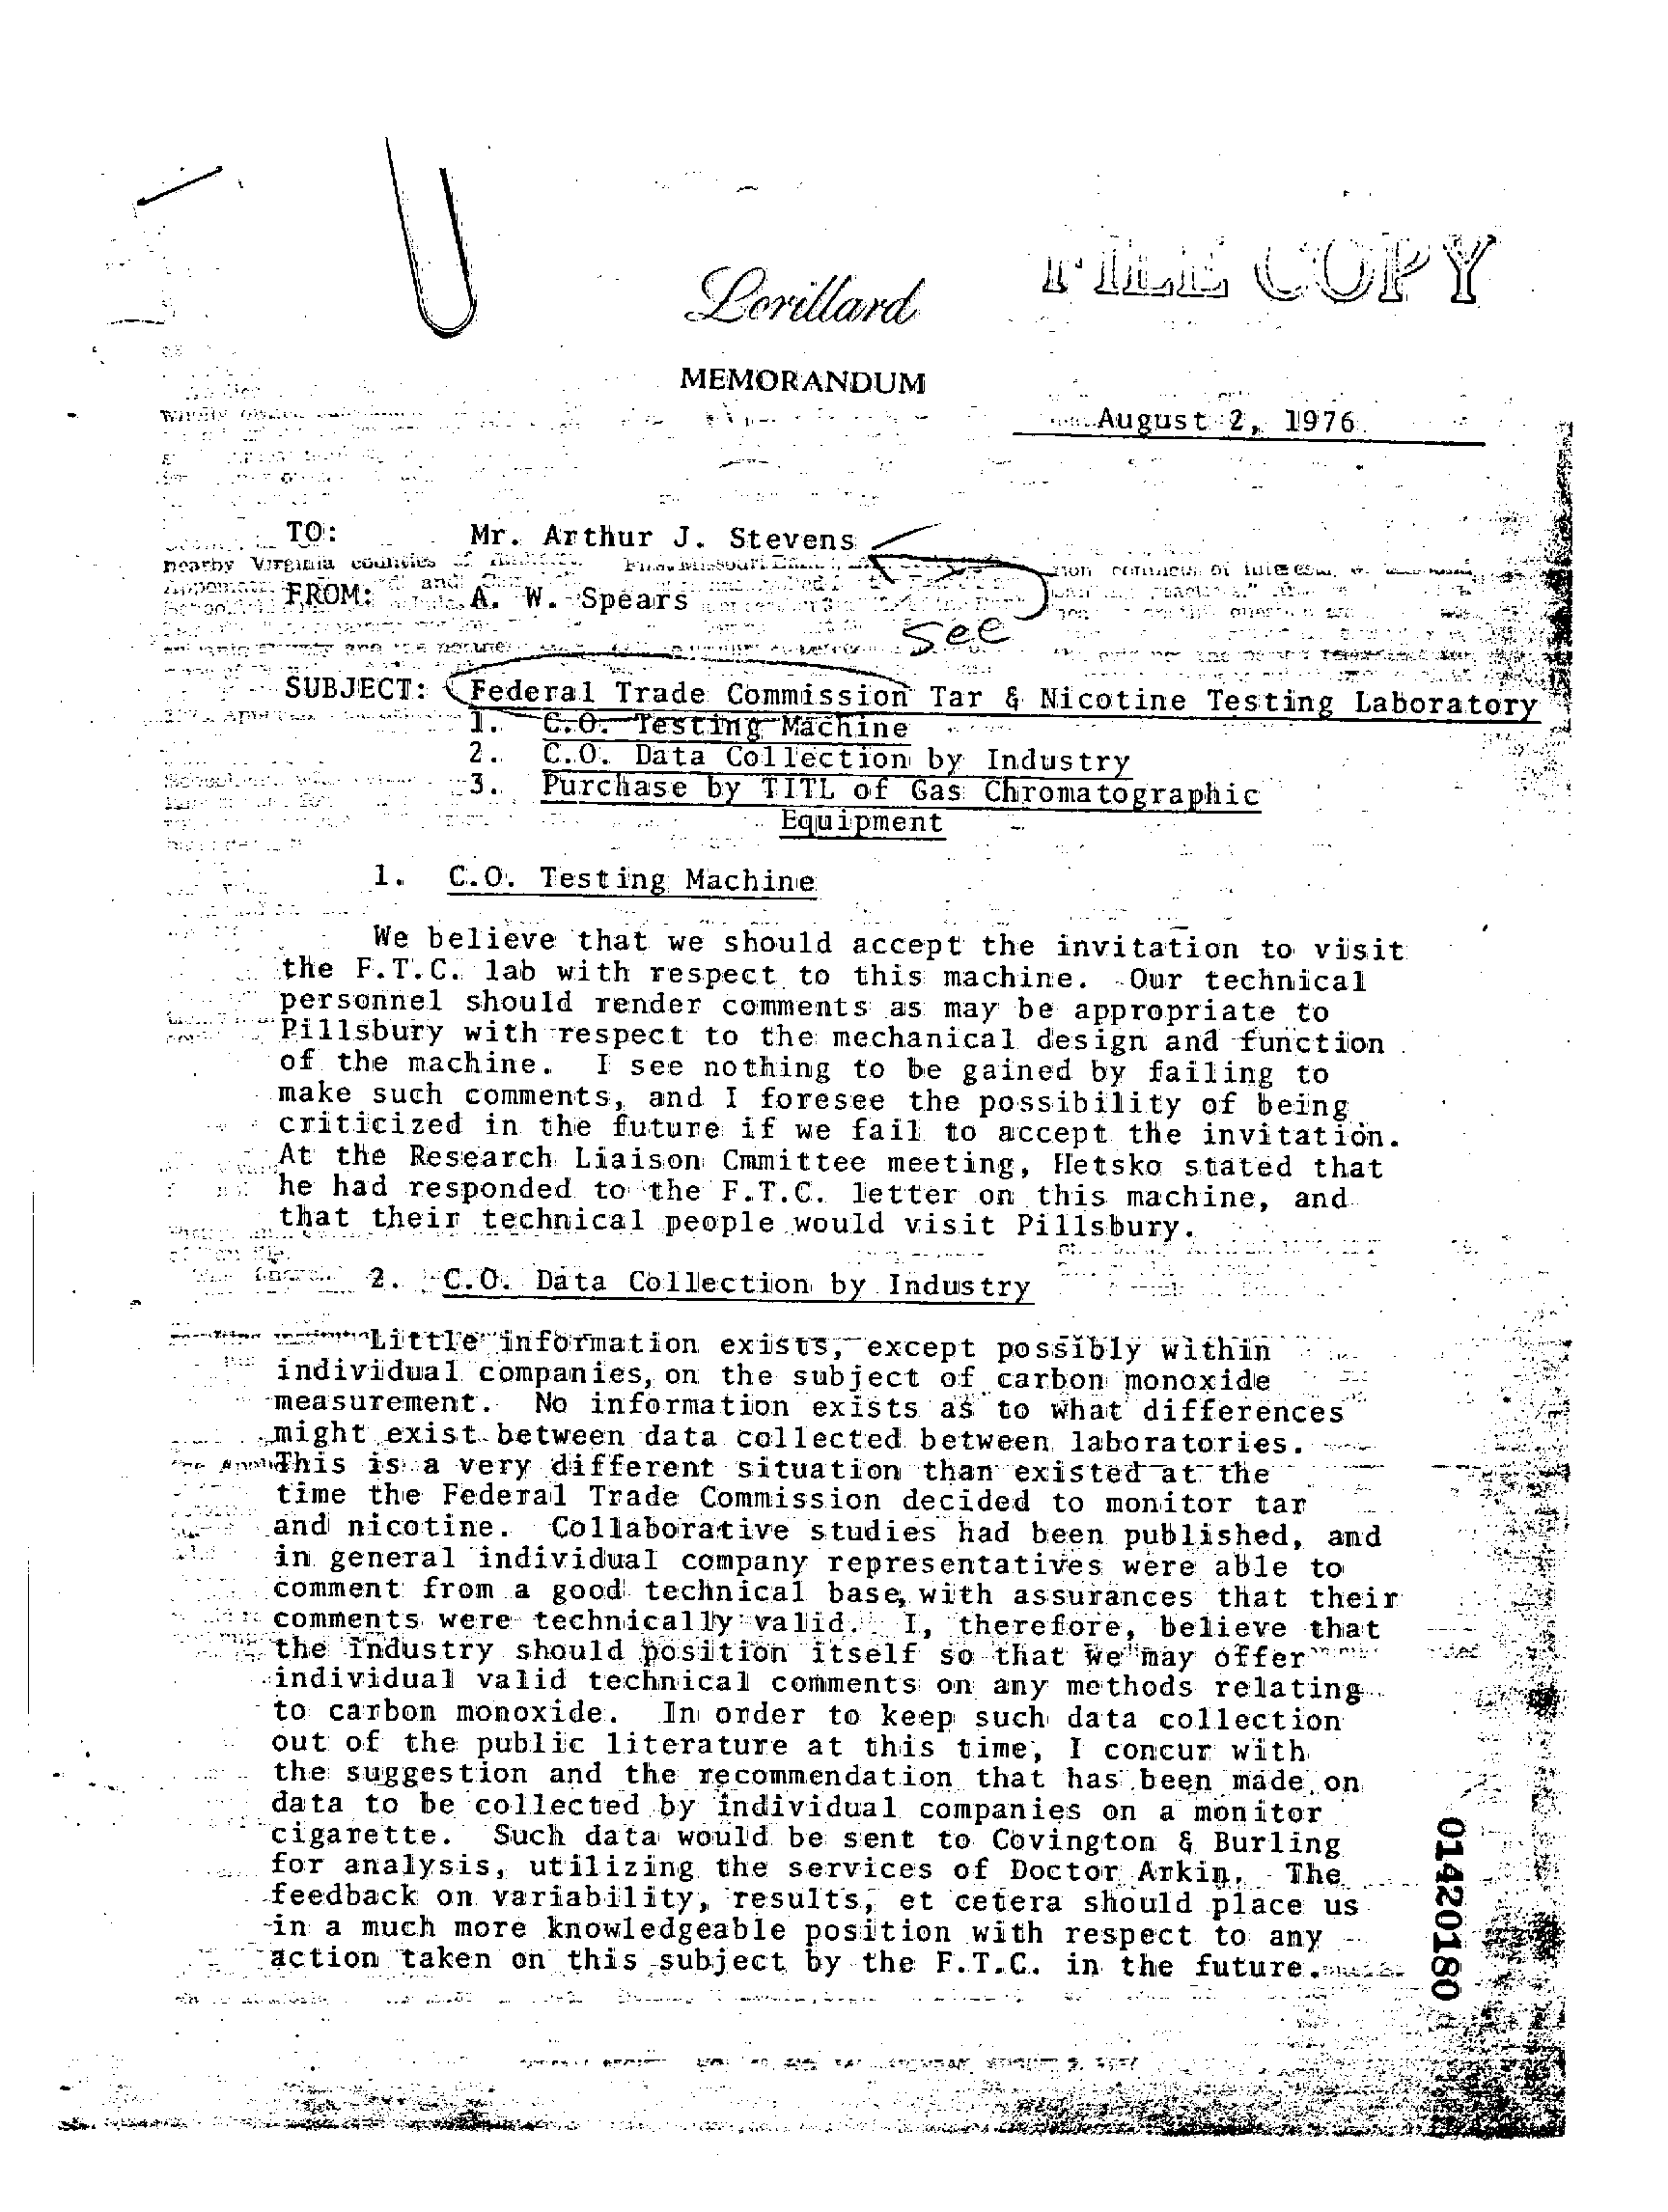 FILE COPY
Lorillard
MEMORANDUM
August 2, 1976
TO: Mr. Arthur J. Stevens
nearby Virginia counties
FROM: A. W. Spears
See
SUBJECT: Federal Trade Commission Tar & Nicotine Testing Laboratory
1. C.O. Testing Machine
2. C.O. Data Collection by Industry
3. Purchase by TITL of Gas Chromatographic
Equipment
1. C.O. Testing Machine
We believe that we should accept the invitation to visit
the F.T.C. lab with respect to this machine. Our technical
personnel should render comments as may be appropriate to
Pillsbury with respect to the mechanical design and function
of the machine. I see nothing to be gained by failing to
make such comments, and I foresee the possibility of being
criticized in the future if we fail to accept the invitation.
At the Research Liaison Cmmittee meeting, Hetsko stated that
he had responded to the F.T.C. letter on this machine, and
that their technical people would visit Pillsbury.
2. C.O. Data Collection by Industry
Little information exists, except possibly within
individual companies, on the subject of carbon monoxide
measurement. No information exists as to what differences
might exist between data collected between laboratories.
This is a very different situation than existed at the
time the Federal Trade Commission decided to monitor tar
and nicotine. Collaborative studies had been published, and
in general individual company representatives were able to
comment from a good technical base, with assurances that their
comments were technically valid. I, therefore, believe that
the industry should position itself so that we may offer
individual valid technical comments on any methods relating
to carbon monoxide. In order to keep such data collection
out of the public literature at this time, I concur with
the suggestion and the recommendation that has been made on
data to be collected by individual companies on a monitor
cigarette. Such data would be sent to Covington & Burling
for analysis, utilizing the services of Doctor Arkin. The
feedback on variability, results, et cetera should place us
in a much more knowledgeable position with respect to any
action taken on this subject by the F.T.C. in the future.
01420180